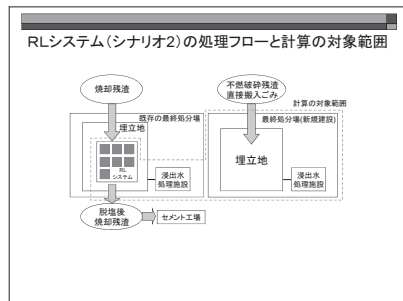 RLシステム(シナリオ2)の処理フローと計算の対象範囲
焼却残渣
不燃破砕残渣
直接搬入ごみ
計算の対象範囲
既存の最終処分場
最終処分場(新規建設)
埋立地
RL
システム
埋立地
浸出水
処理施設
浸出水
処理施設
脱塩後
焼却残渣
セメント工場